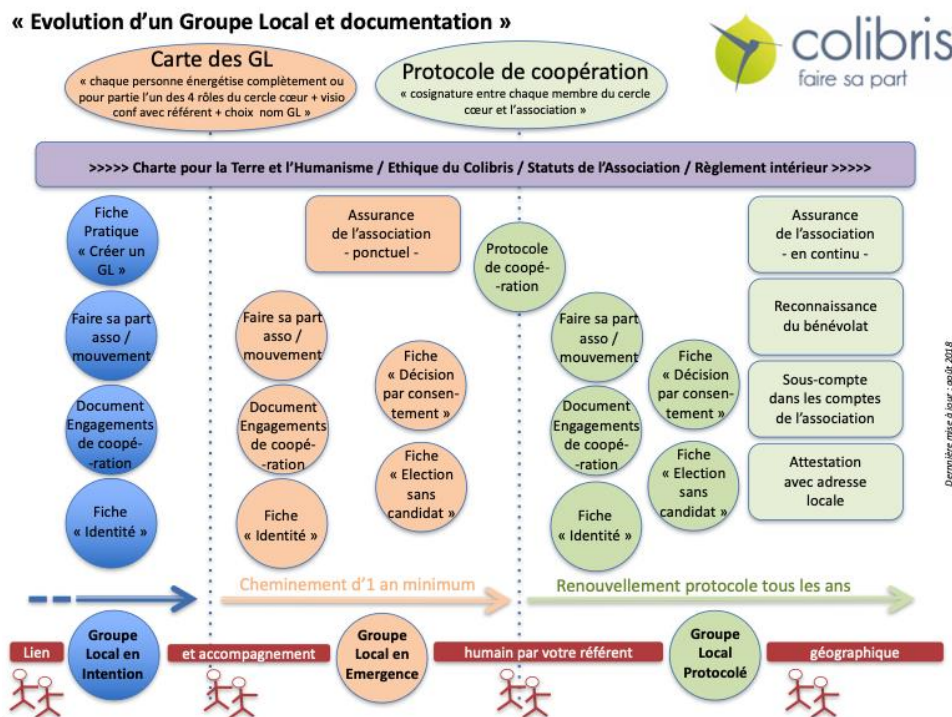 « Evolution d’un Groupe Local et documentation »
Carte des GL
« chaque personne énergétise complètement ou
pour partie l’un des 4 rôles du cercle cœur + visio
conf avec référent + choix nom GL »
Protocole de coopération
« cosignature entre chaque membre du cercle
cœur et l’association »
colibris
faire sa part
>>>>> Charte pour la Terre et l’Humanisme / Ethique du Colibris / Statuts de l’Association / Règlement intérieur >>>>>
Fiche
Pratique
« Créer un
GL »
Faire sa part
asso /
mouvement
Document
Engagements
de coopé-
-ration
Fiche
« Identité »
Assurance
de l’association
- ponctuel -
Faire sa part
asso /
mouvement
Document
Engagements
de coopé-
-ration
Fiche
« Identité »
Fiche
« Décision
par consen-
tement »
Fiche
« Election
sans
candidat »
Protocole
de coopé-
-ration
Faire sa part
asso /
mouvement
Document
Engagements
de coopé-
-ration
Fiche
« Identité »
Fiche
« Décision
par consen-
tement »
Fiche
« Election
sans
candidat »
Assurance
de l’association
- en continu -
Reconnaissance
du bénévolat
Sous-compte
dans les comptes
de l’association
Attestation
avec adresse
locale
Dernière mise à jour : août 2018
Cheminement d’1 an minimum
Renouvellement protocole tous les ans
Lien
Groupe
Local en
Intention
et accompagnement
Groupe
Local en
Emergence
humain par votre référent
Groupe
Local
Protocolé
géographique